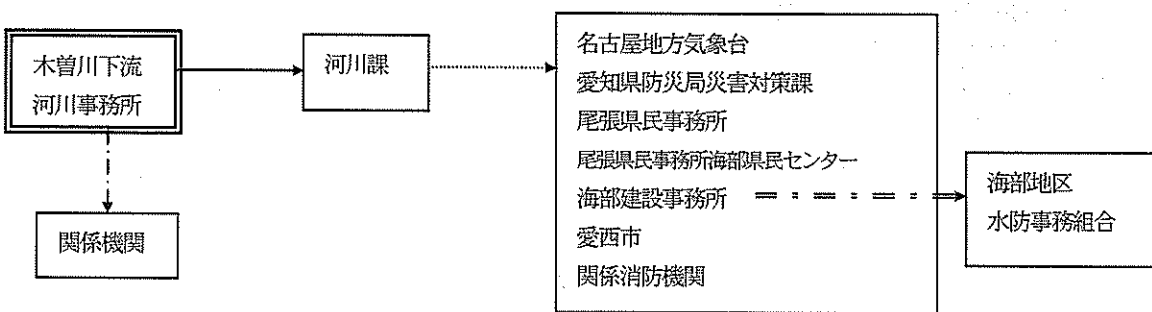 木曽川下流
河川事務所
河川課
関係機関
名古屋地方気象台
愛知県防災局災害対策課
尾張県民事務所
尾張県民事務所海部県民センター
海部建設事務所
愛西市
関係消防機関
海部地区
水防事務組合